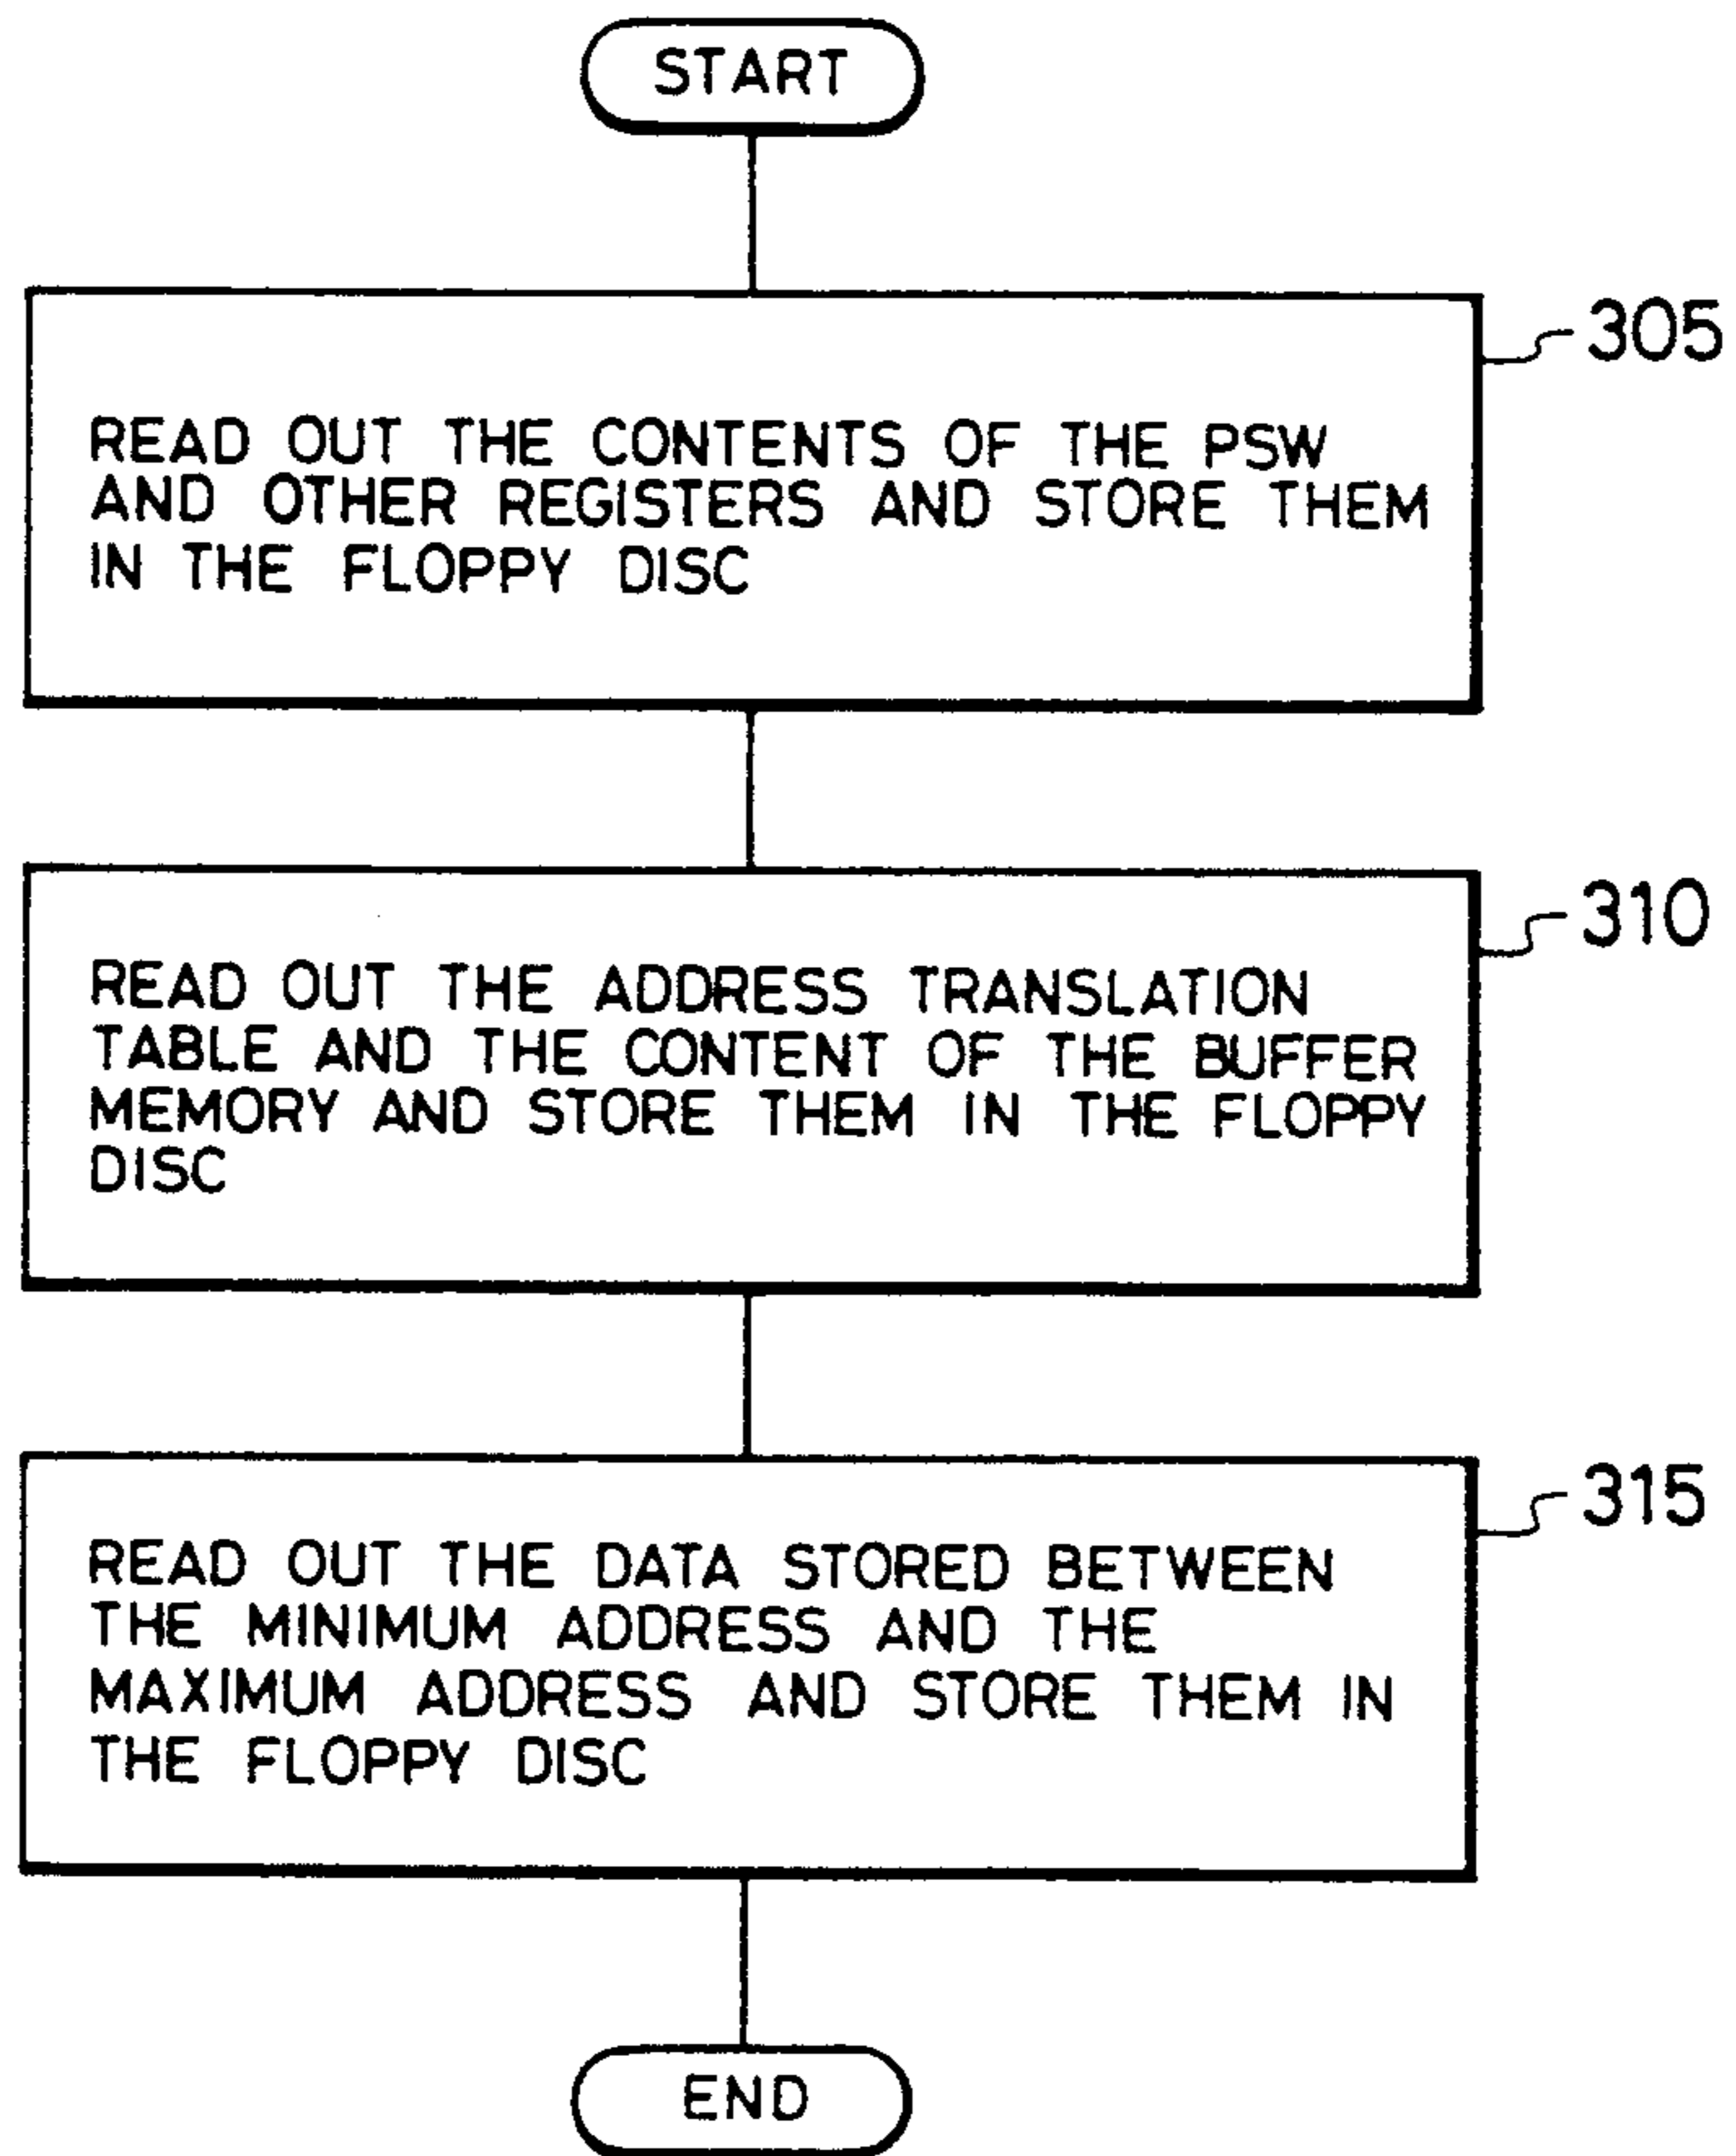 START
305
READ OUT THE CONTENTS OF THE PSW
AND OTHER REGISTERS AND STORE THEM
IN THE FLOPPY DISC
310
READ OUT THE ADDRESS TRANSLATION
TABLE AND THE CONTENT OF THE BUFFER
MEMORY AND STORE THEM IN THE FLOPPY
DISC
315
READ OUT THE DATA STORED BETWEEN
THE MINIMUM ADDRESS AND THE
MAXIMUM ADDRESS AND STORE THEM IN
THE FLOPPY DISC
END